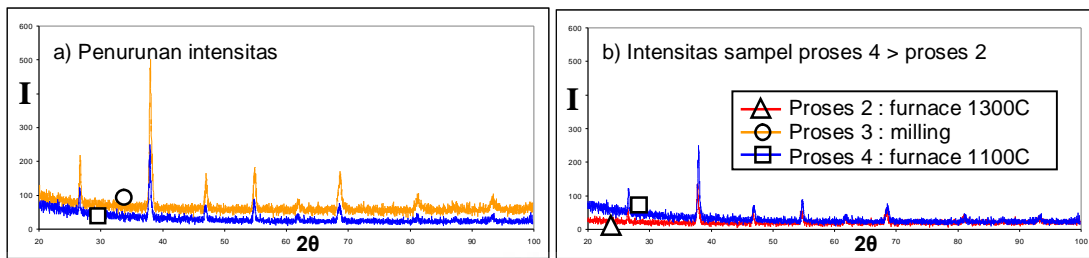 a) Penurunan intensitas
600
500
400
300
200
100
0
I
20 30 40 50 60 70 80 90 100
2θ
b) Intensitas sampel proses 4 > proses 2
600
500
400
300
200
100
0
I
Proses 2 : furnace 1300C
Proses 3 : milling
Proses 4 : furnace 1100C
20 30 40 50 60 70 80 90 100
2θ